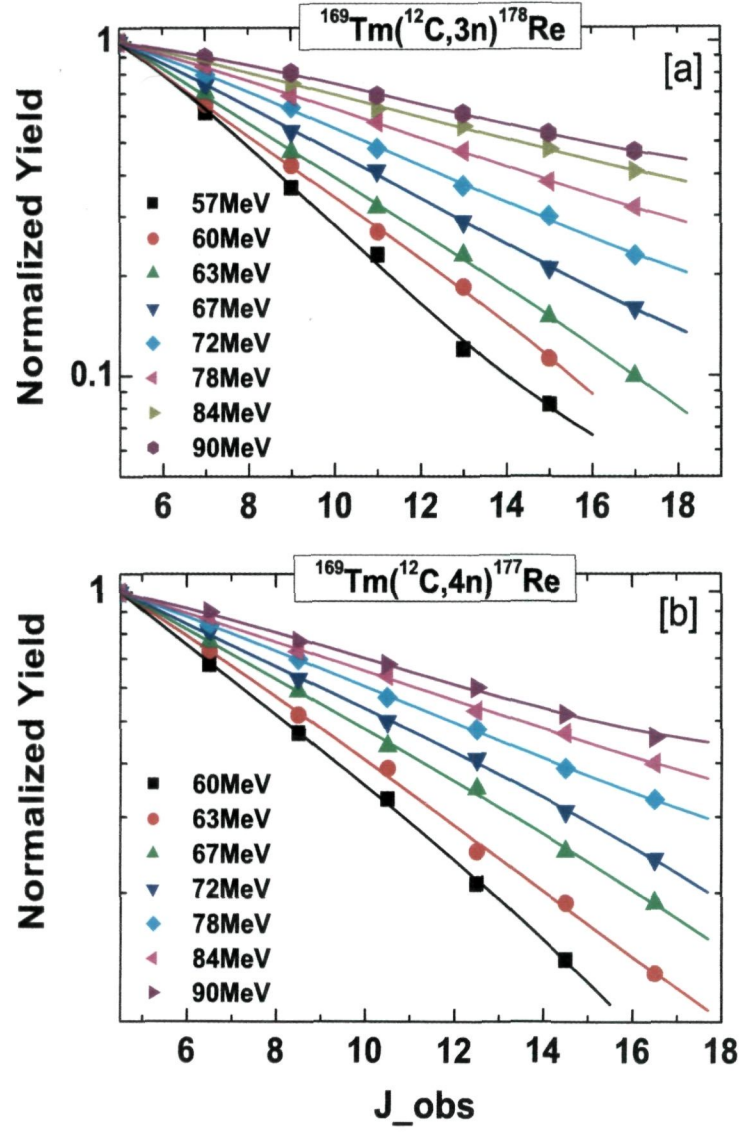 ¹⁶⁹Tm(¹²C,3n)¹⁷⁸Re
[a]
1
0.1
Normalized Yield
57MeV
60MeV
63MeV
67MeV
72MeV
78MeV
84MeV
90MeV
6 8 10 12 14 16 18
¹⁶⁹Tm(¹²C,4n)¹⁷⁷Re
[b]
1
Normalized Yield
60MeV
63MeV
67MeV
72MeV
78MeV
84MeV
90MeV
6 8 10 12 14 16 18
J_obs